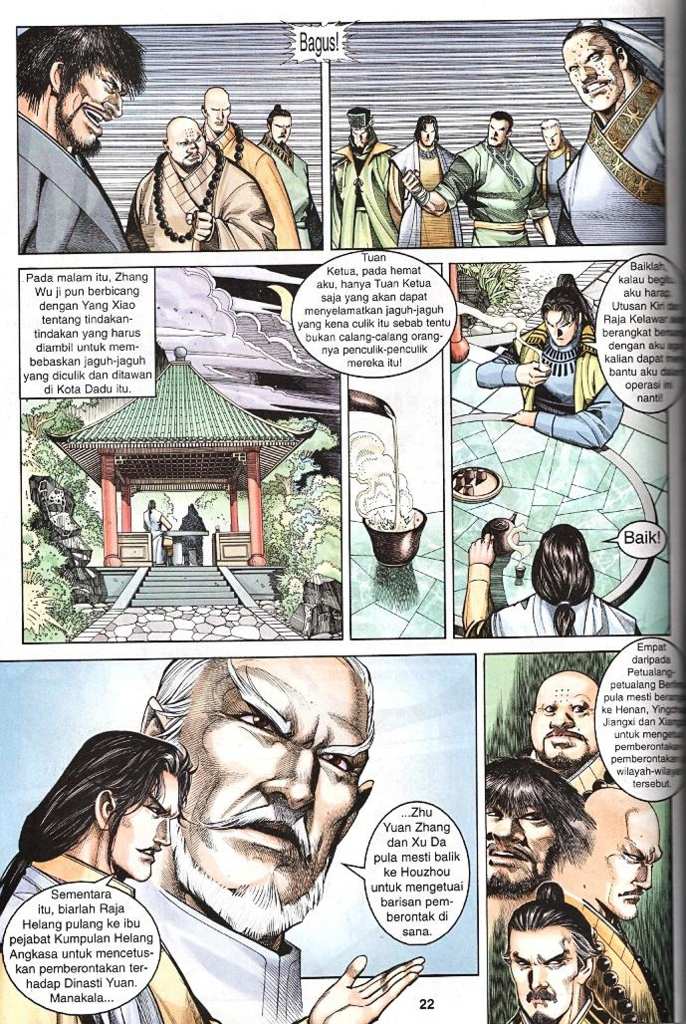 Bagus!
Pada malam itu, Zhang
Wu ji pun berbicang
dengan Yang Xiao
tentang tindakan-
tindakan yang harus
diambil untuk mem-
bebaskan jaguh-jaguh
yang diculik dan ditawan
di Kota Dadu itu.
Tuan
Ketua, pada hemat
aku, hanya Tuan Ketua
saja yang akan dapat
menyelamatkan jaguh-jaguh
yang kena culik itu sebab tentu
bukan calang-calang orang-
nya penculik-penculik
mereka itu!
kalau begitu
aku harap
Utusan Kiri
Raja Kelawar
berangkat
dengan aku
kalian dapat
bantu aku dalam
operasi ini
nanti!
Baik!
Sementara
itu, biarlah Raja
Helang pulang ke ibu
pejabat Kumpulan Helang
Angkasa untuk mencetus-
kan pemberontakan ter-
hadap Dinasti Yuan.
Manakala...
...Zhu
Yuan Zhang
dan Xu Da
pula mesti balik
ke Houzhou
untuk mengetuai
barisan pem-
berontak di
sana.
Empat
daripada
Petualang-
petualang
pula mesti
ke Henan,
Jiangxi dan
untuk
pemberontakan
wilayah-wilayah
tersebut.
22